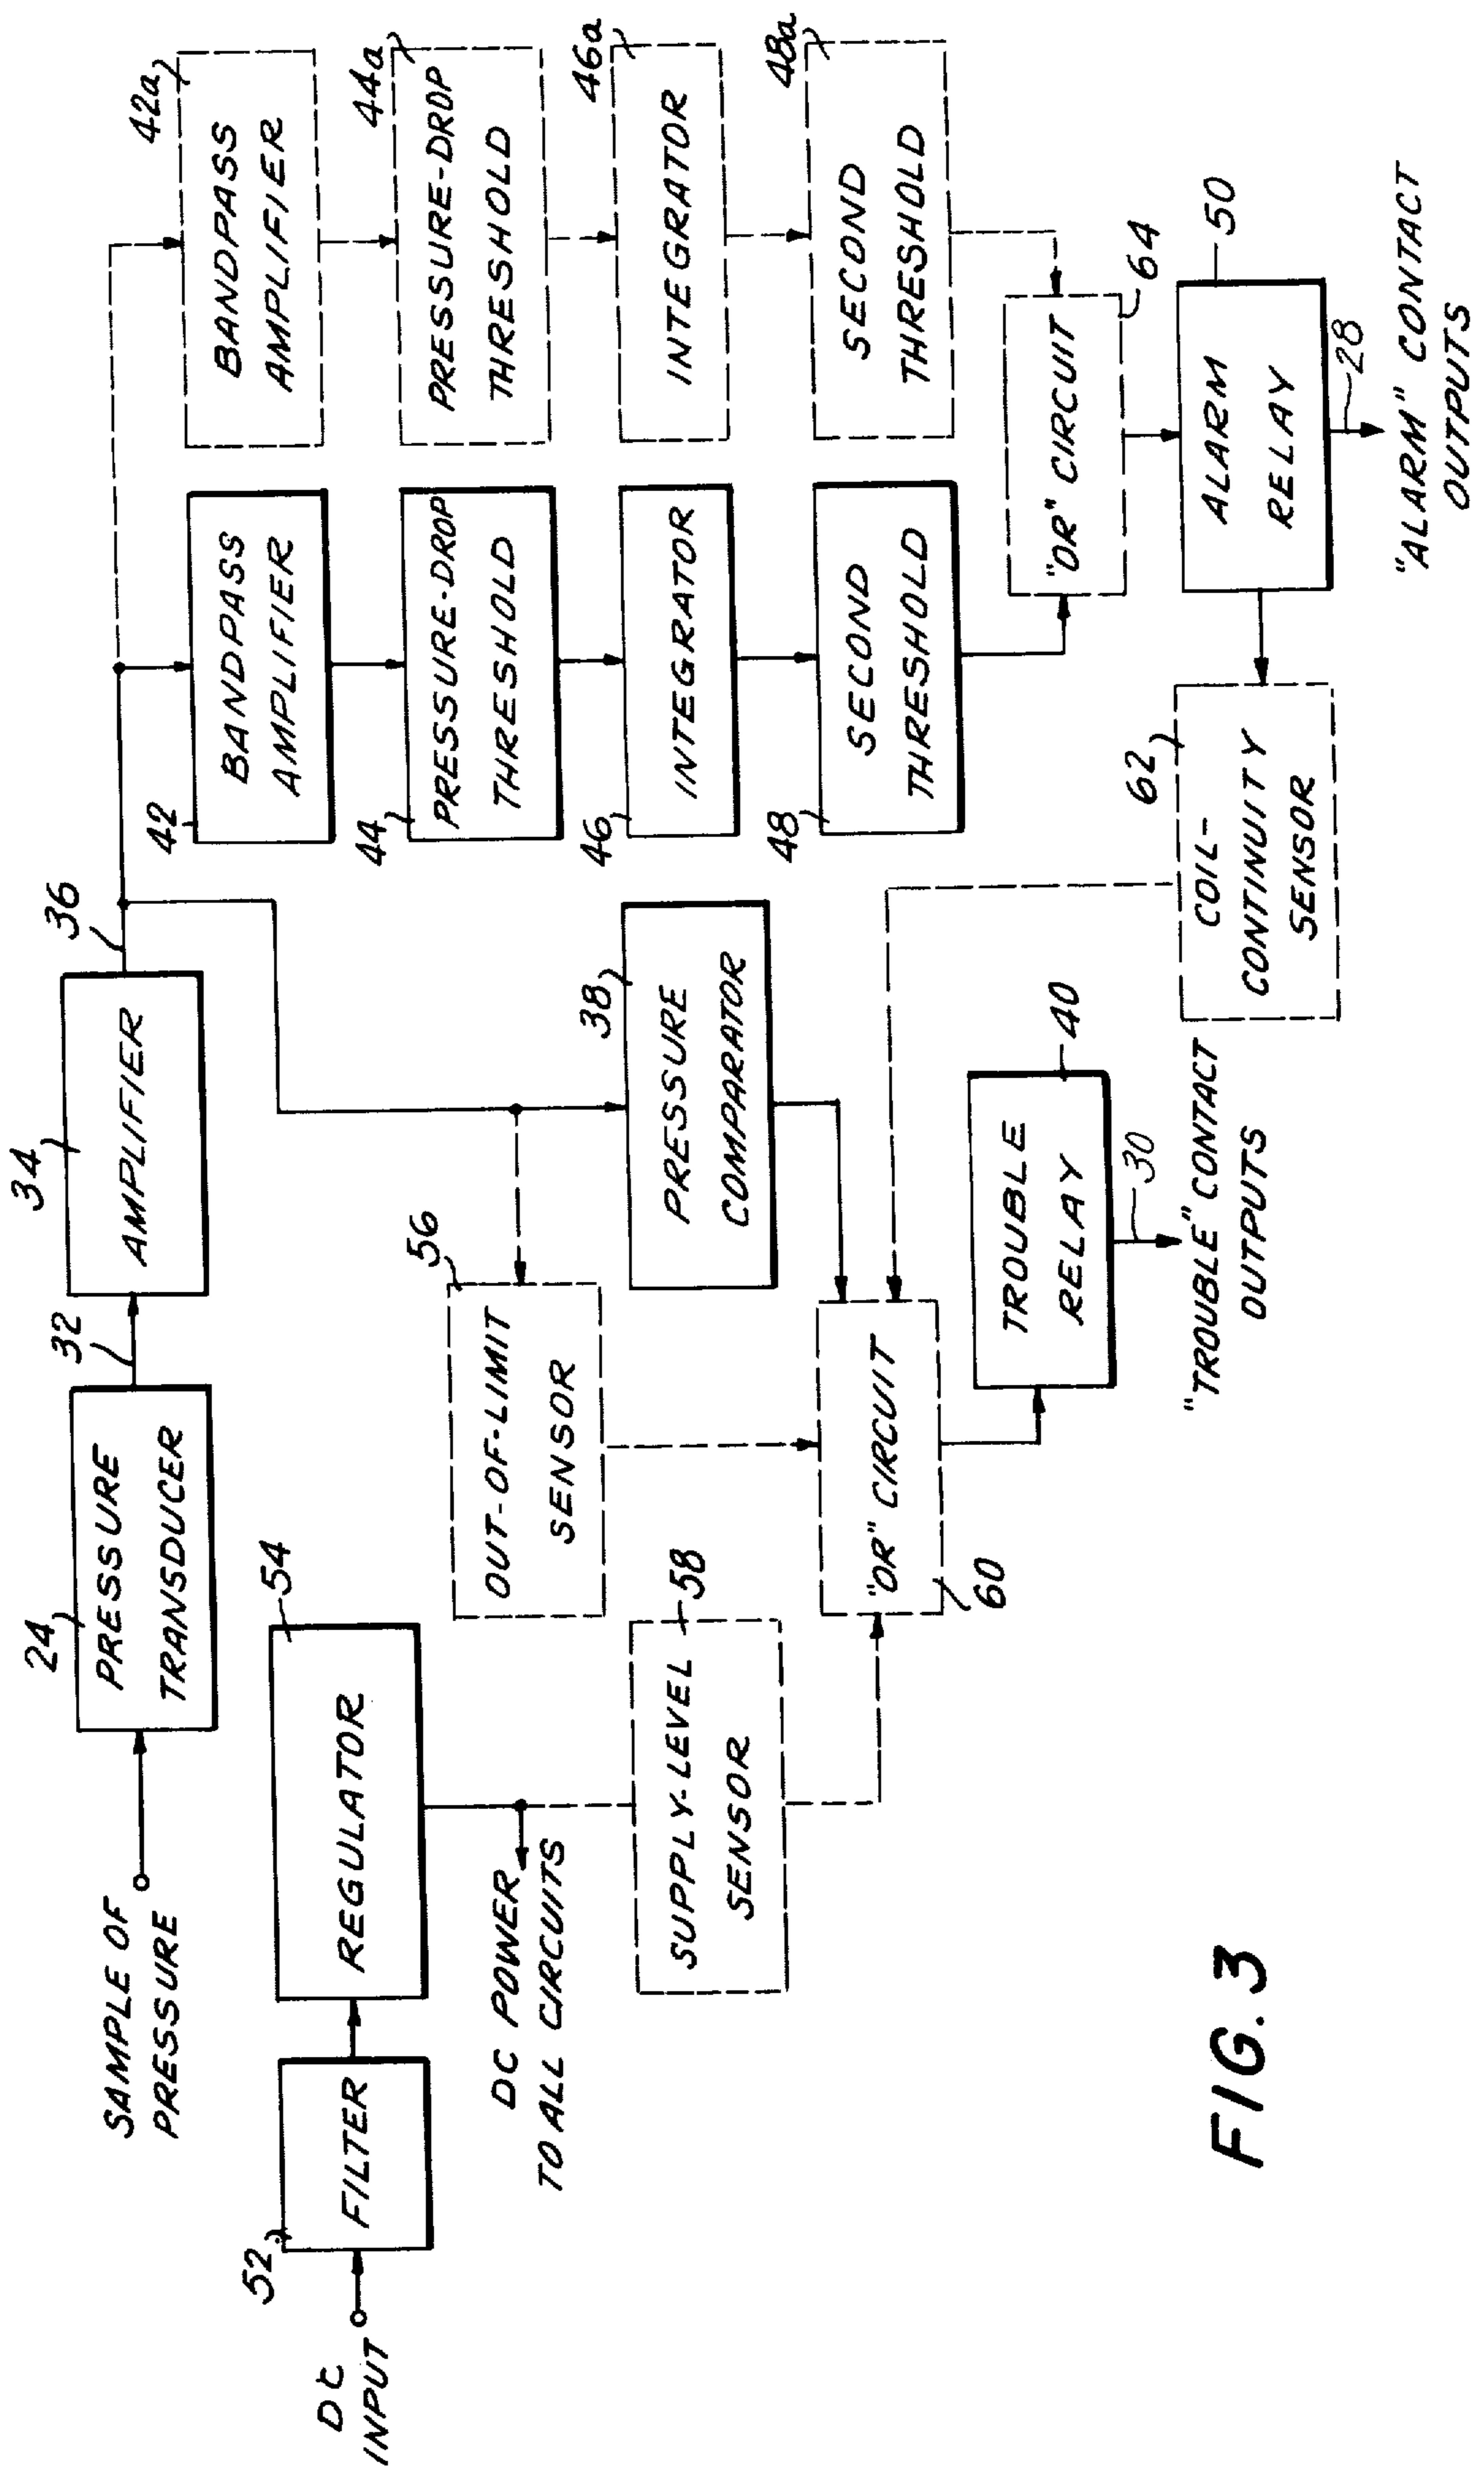 SAMPLE OF
PRESSURE
24
PRESSURE
TRANSDUCER
32
34
AMPLIFIER
36
42
BANDPASS
AMPLIFIER
42a
BANDPASS
AMPLIFIER
44
PRESSURE-DROP
THRESHOLD
44a
PRESSURE-DROP
THRESHOLD
46
INTEGRATOR
46a
INTEGRATOR
48
SECOND
THRESHOLD
48a
SECOND
THRESHOLD
DC
INPUT
52
FILTER
54
REGULATOR
DC POWER
TO ALL CIRCUITS
56
OUT-OF-LIMIT
SENSOR
38
PRESSURE
COMPARATOR
58
SUPPLY-LEVEL
SENSOR
"OR" CIRCUIT
60
TROUBLE
RELAY
40
30
"TROUBLE" CONTACT
OUTPUTS
62
COIL-
CONTINUITY
SENSOR
"OR" CIRCUIT
64
ALARM
RELAY
50
28
"ALARM" CONTACT
OUTPUTS
FIG. 3